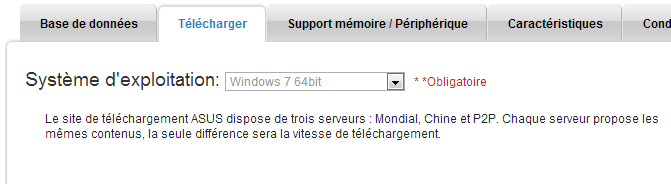 Base de données Télécharger Support mémoire / Périphérique Caractéristiques Cond
Système d'exploitation: Windows 7 64bit * *Obligatoire
Le site de téléchargement ASUS dispose de trois serveurs : Mondial, Chine et P2P. Chaque serveur propose les
mêmes contenus, la seule différence sera la vitesse de téléchargement.